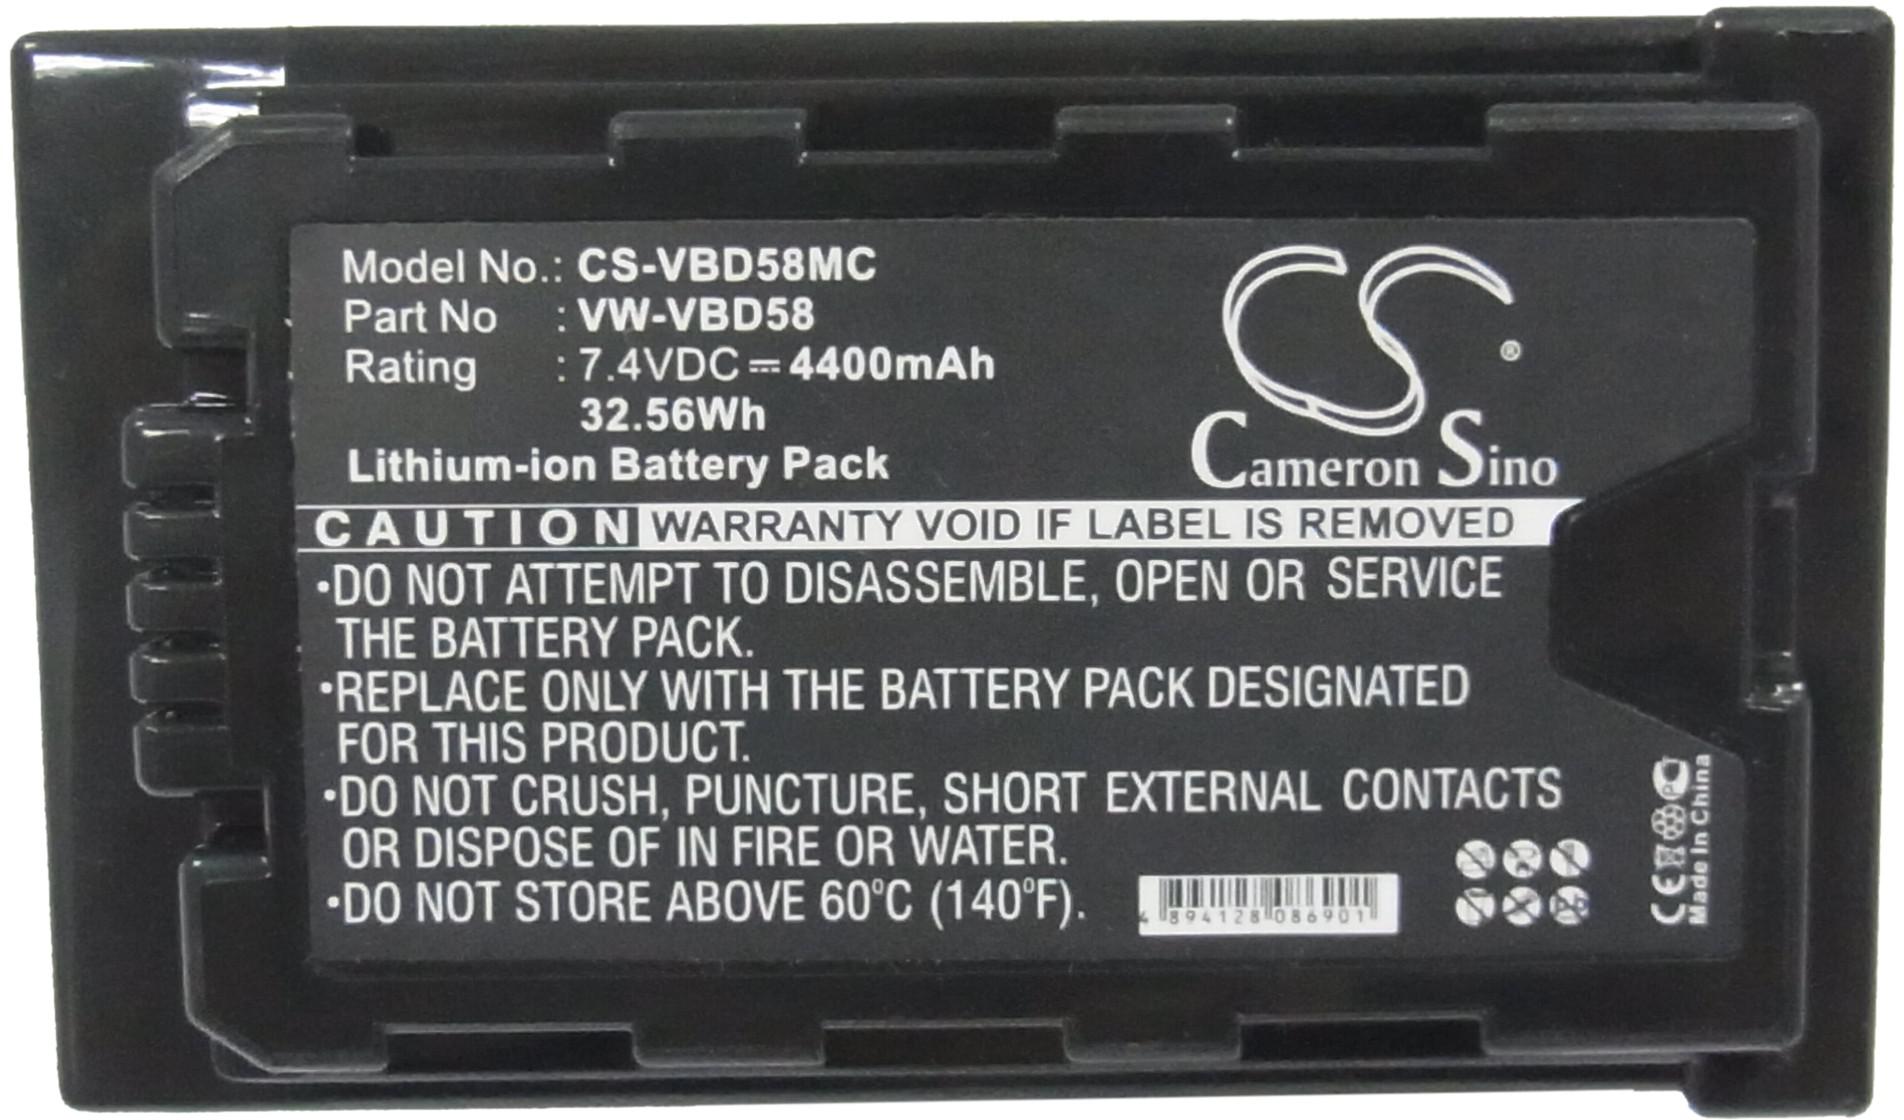 Model No.: CS-VBD58MC
Part No : VW-VBD58
Rating : 7.4VDC ⎓ 4400mAh
32.56Wh
Lithium-ion Battery Pack
CS ®
Cameron Sino
CAUTION WARRANTY VOID IF LABEL IS REMOVED
•DO NOT ATTEMPT TO DISASSEMBLE, OPEN OR SERVICE
THE BATTERY PACK.
•REPLACE ONLY WITH THE BATTERY PACK DESIGNATED
FOR THIS PRODUCT.
•DO NOT CRUSH, PUNCTURE, SHORT EXTERNAL CONTACTS
OR DISPOSE OF IN FIRE OR WATER.
•DO NOT STORE ABOVE 60°C (140°F).
4 894128 086901
CE
Made In China